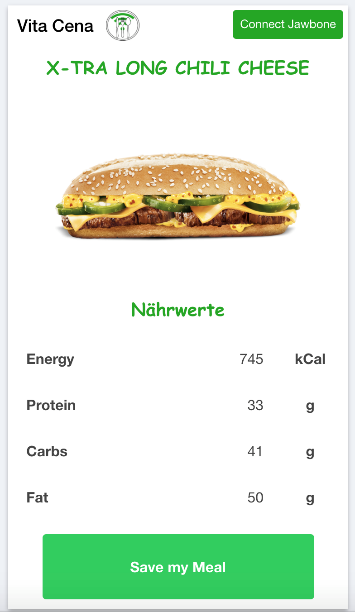 Vita Cena
Connect Jawbone
X-TRA LONG CHILI CHEESE
Nährwerte
Energy 745 kCal
Protein 33 g
Carbs 41 g
Fat 50 g
Save my Meal